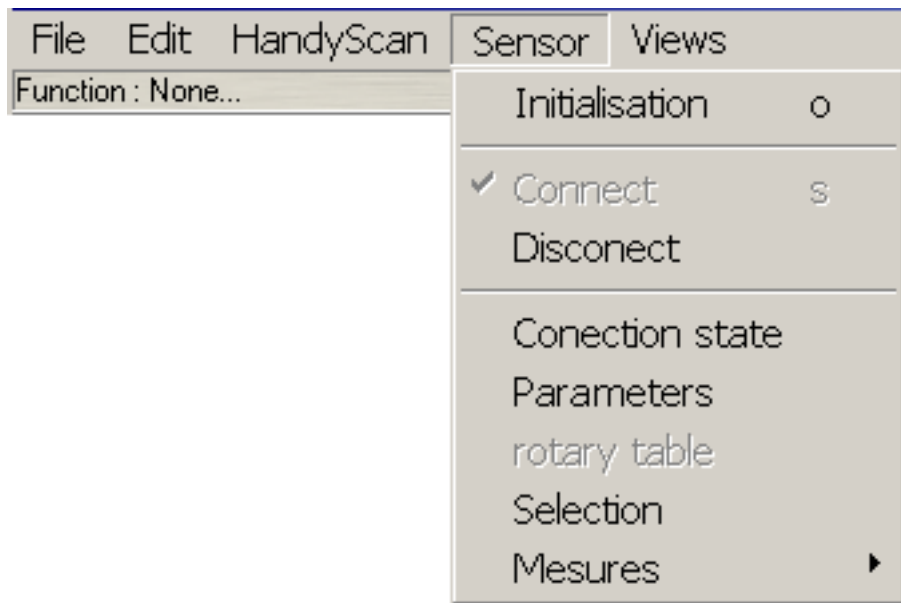 File Edit HandyScan Sensor Views
Function : None...
Initialisation o
Connect s
Disconect
Conection state
Parameters
rotary table
Selection
Mesures